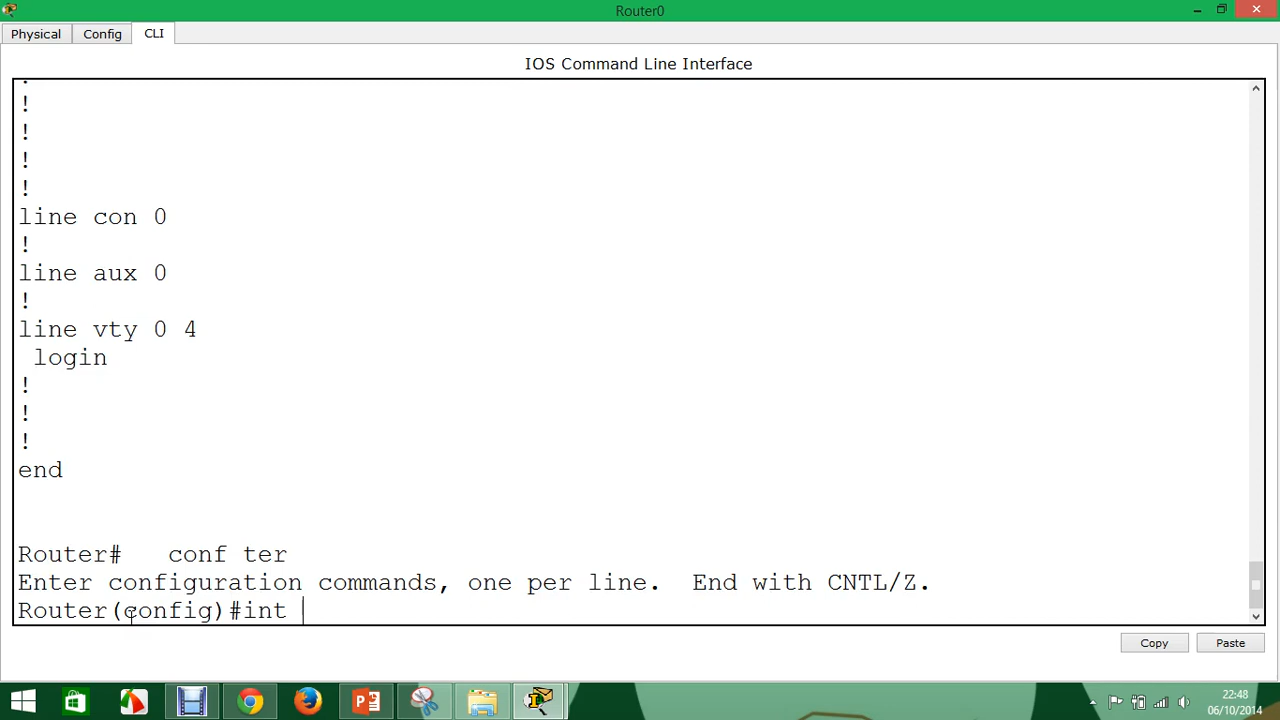 Router0
Physical Config CLI
IOS Command Line Interface
!
!
!
!
!
line con 0
!
line aux 0
!
line vty 0 4
 login
!
!
!
end
Router#   conf ter
Enter configuration commands, one per line.  End with CNTL/Z.
Router(config)#int
Copy Paste
22:48
06/10/2014